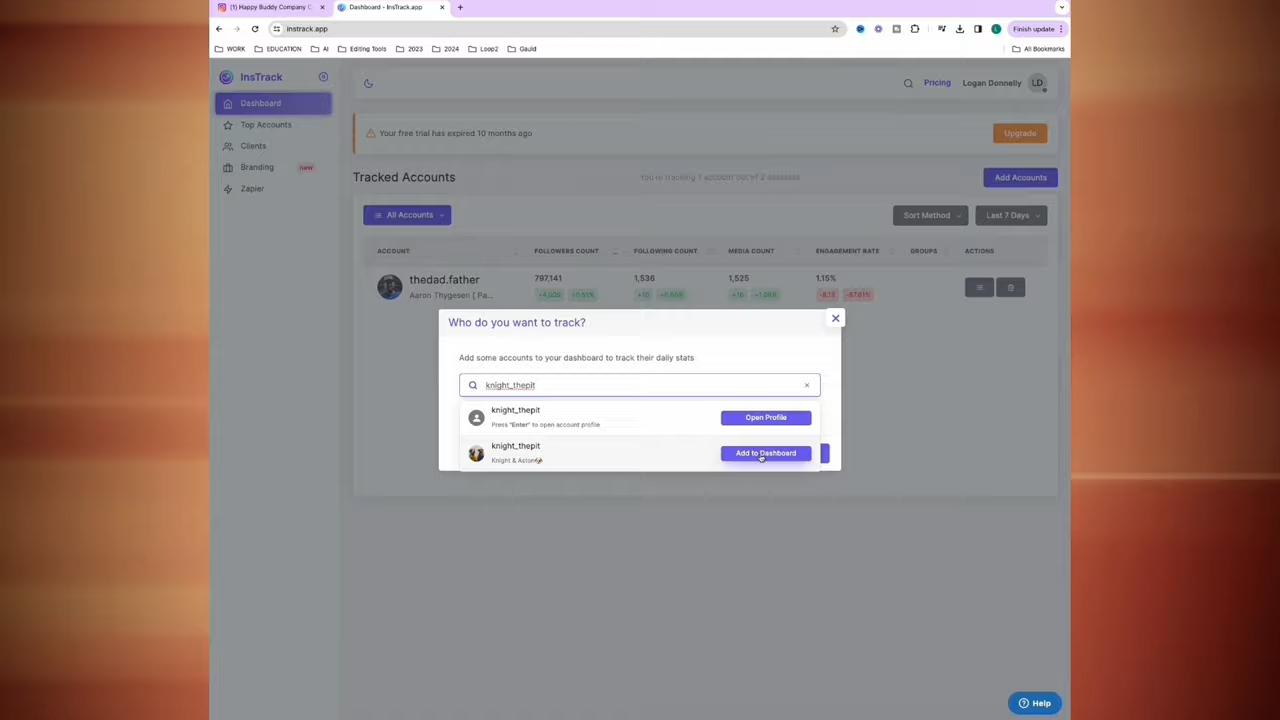 (1) Happy Buddy Company C
Dashboard - InsTrack.app
instrack.app
Finish update
WORK
EDUCATION
AI
Editing Tools
2023
2024
Loop2
Gauld
All Bookmarks
InsTrack
Pricing
Logan Donnelly
LD
Dashboard
Top Accounts
Clients
Branding
new
Zapier
Your free trial has expired 10 months ago
Upgrade
Tracked Accounts
You're tracking 1 account out of 2
Add Accounts
All Accounts
Sort Method
Last 7 Days
ACCOUNT
FOLLOWERS COUNT
FOLLOWING COUNT
MEDIA COUNT
ENGAGEMENT RATE
GROUPS
ACTIONS
thedad.father
797,141
1,536
1,525
1.15%
Aaron Thygesen [ Pa...
Who do you want to track?
Add some accounts to your dashboard to track their daily stats
knight_thepit
knight_thepit
Press "Enter" to open account profile
Open Profile
knight_thepit
Knight & Aston
Add to Dashboard
Help